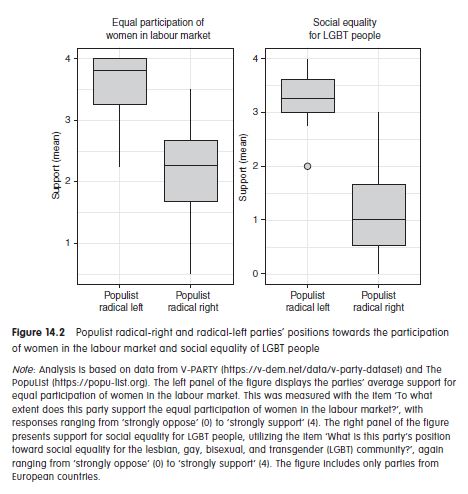 Equal participation of
women in labour market
Social equality
for LGBT people
Support (mean)
4
3
2
1
Populist
radical left
Populist
radical right
Support (mean)
4
3
2
1
0
Populist
radical left
Populist
radical right
Figure 14.2 Populist radical-right and radical-left parties' positions towards the participation
of women in the labour market and social equality of LGBT people
Note: Analysis is based on data from V-PARTY (https://v-dem.net/data/v-party-dataset) and The
PopuList (https://popu-list.org). The left panel of the figure displays the parties' average support for
equal participation of women in the labour market. This was measured with the item 'To what
extent does this party support the equal participation of women in the labour market?', with
responses ranging from 'strongly oppose' (0) to 'strongly support' (4). The right panel of the figure
presents support for social equality for LGBT people, utilizing the item 'What is this party's position
toward social equality for the lesbian, gay, bisexual, and transgender (LGBT) community?', again
ranging from 'strongly oppose' (0) to 'strongly support' (4). The figure includes only parties from
European countries.